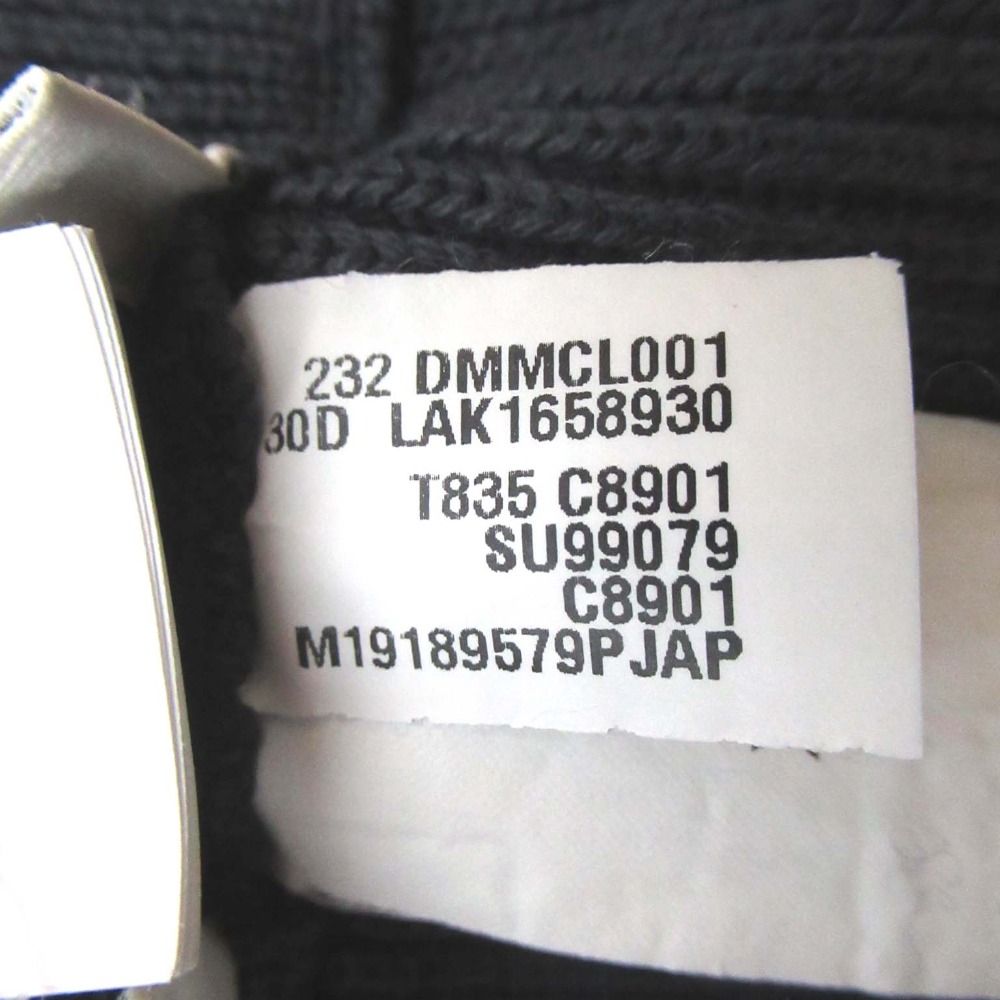 232 DMMCL001
30D LAK1658930
T835 C8901
SU99079
C8901
M19189579PJAP